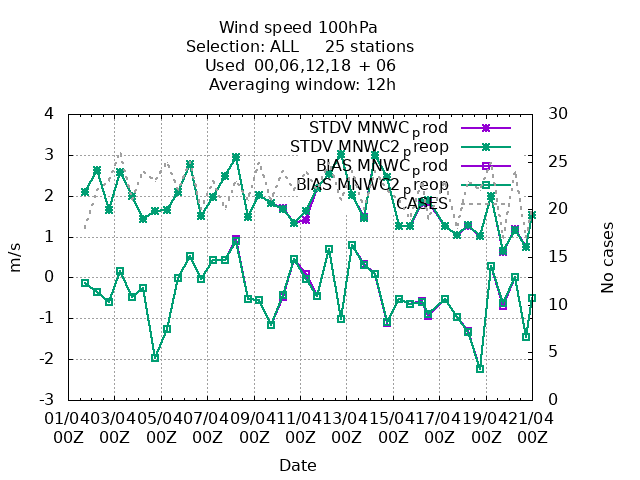 Wind speed 100hPa
Selection: ALL 25 stations
Used 00,06,12,18 + 06
Averaging window: 12h
STDV MNWC_prod
STDV MNWC2_preop
BIAS MNWC_prod
BIAS MNWC2_preop
CASES
4
3
2
1
0
-1
-2
-3
m/s
30
25
20
15
10
5
0
No cases
01/04 03/04 05/04 07/04 09/04 11/04 13/04 15/04 17/04 19/04 21/04
00Z 00Z 00Z 00Z 00Z 00Z 00Z 00Z 00Z 00Z 00Z
Date